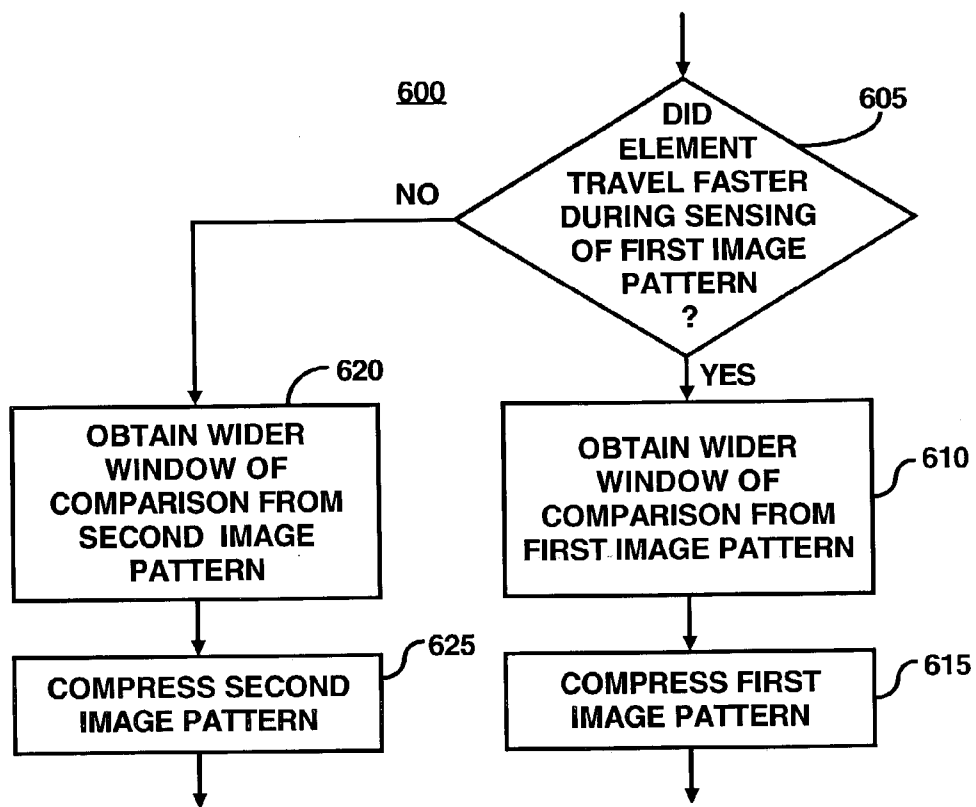 600
605
DID
ELEMENT
TRAVEL FASTER
DURING SENSING
OF FIRST IMAGE
PATTERN
?
NO
YES
620
OBTAIN WIDER
WINDOW OF
COMPARISON FROM
SECOND IMAGE
PATTERN
610
OBTAIN WIDER
WINDOW OF
COMPARISON FROM
FIRST IMAGE PATTERN
625
COMPRESS SECOND
IMAGE PATTERN
615
COMPRESS FIRST
IMAGE PATTERN